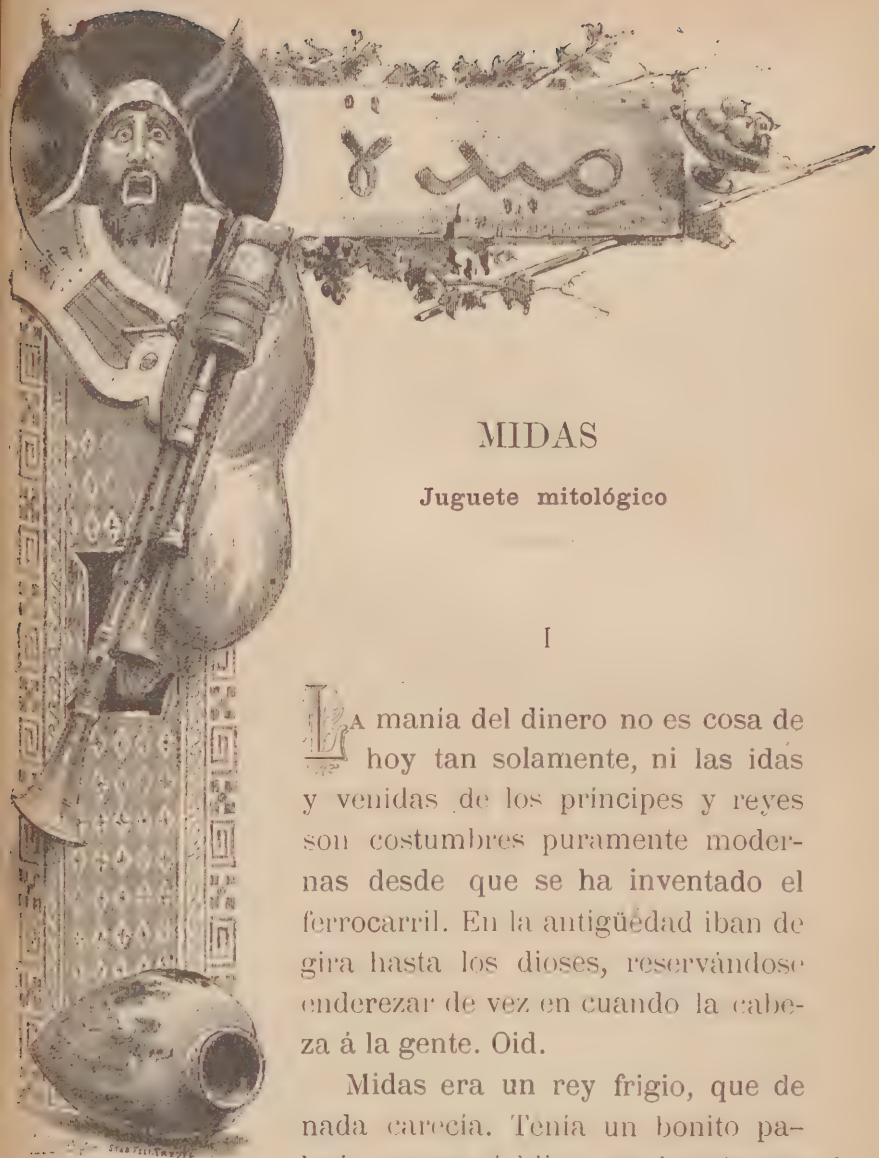 MIDAS
Juguete mitológico
I
LA manía del dinero no es cosa de
hoy tan solamente, ni las idas
y venidas de los príncipes y reyes
son costumbres puramente moder-
nas desde que se ha inventado el
ferrocarril. En la antigüedad iban de
gira hasta los dioses, reservándose
enderezar de vez en cuando la cabe-
za á la gente. Oid.
Midas era un rey frigio, que de
nada carecía. Tenía un bonito pa-